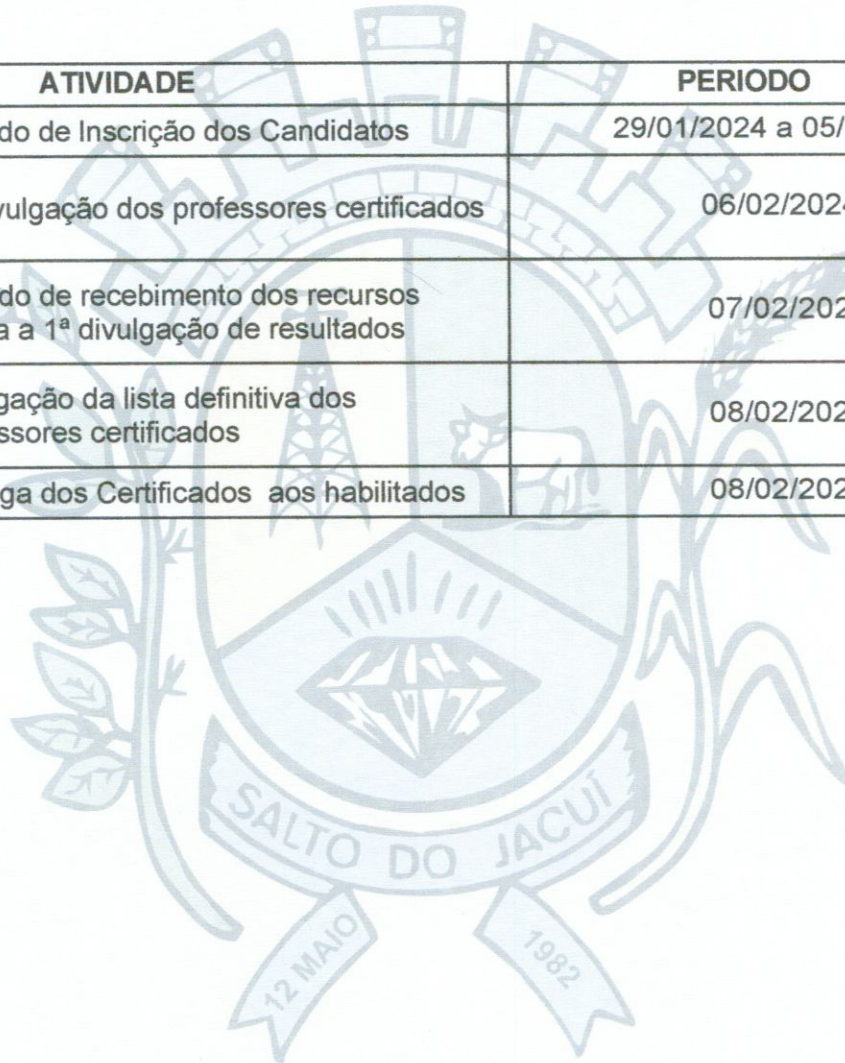 ATIVIDADE PERIODO
do de Inscrição dos Candidatos 29/01/2024 a 05/
vulgação dos professores certificados 06/02/2024
do de recebimento dos recursos
a a 1ª divulgação de resultados 07/02/202
gação da lista definitiva dos
ssores certificados 08/02/202
ga dos Certificados aos habilitados 08/02/202
SALTO DO JACUÍ
12 MAIO 1982